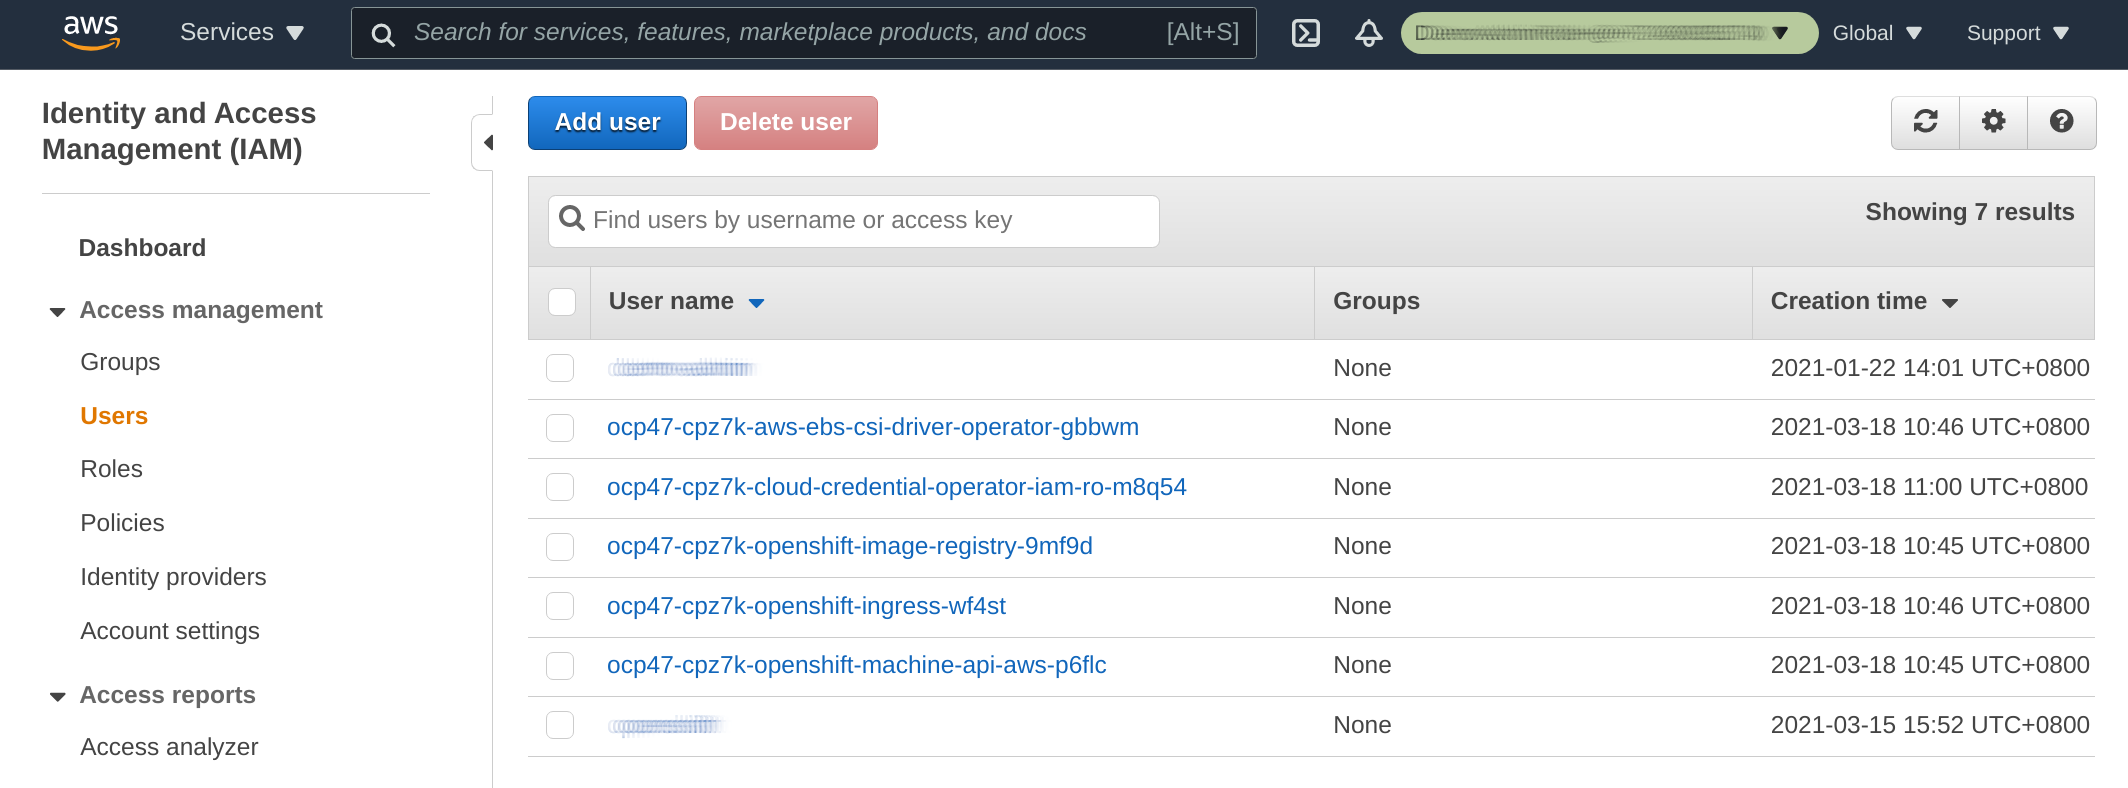 aws Services Search for services, features, marketplace products, and docs [Alt+S] Global Support
Identity and Access
Management (IAM)
Dashboard
Access management
Groups
Users
Roles
Policies
Identity providers
Account settings
Access reports
Access analyzer
Add user Delete user
Find users by username or access key Showing 7 results
User name Groups Creation time
None 2021-01-22 14:01 UTC+0800
ocp47-cpz7k-aws-ebs-csi-driver-operator-gbbwm None 2021-03-18 10:46 UTC+0800
ocp47-cpz7k-cloud-credential-operator-iam-ro-m8q54 None 2021-03-18 11:00 UTC+0800
ocp47-cpz7k-openshift-image-registry-9mf9d None 2021-03-18 10:45 UTC+0800
ocp47-cpz7k-openshift-ingress-wf4st None 2021-03-18 10:46 UTC+0800
ocp47-cpz7k-openshift-machine-api-aws-p6flc None 2021-03-18 10:45 UTC+0800
None 2021-03-15 15:52 UTC+0800